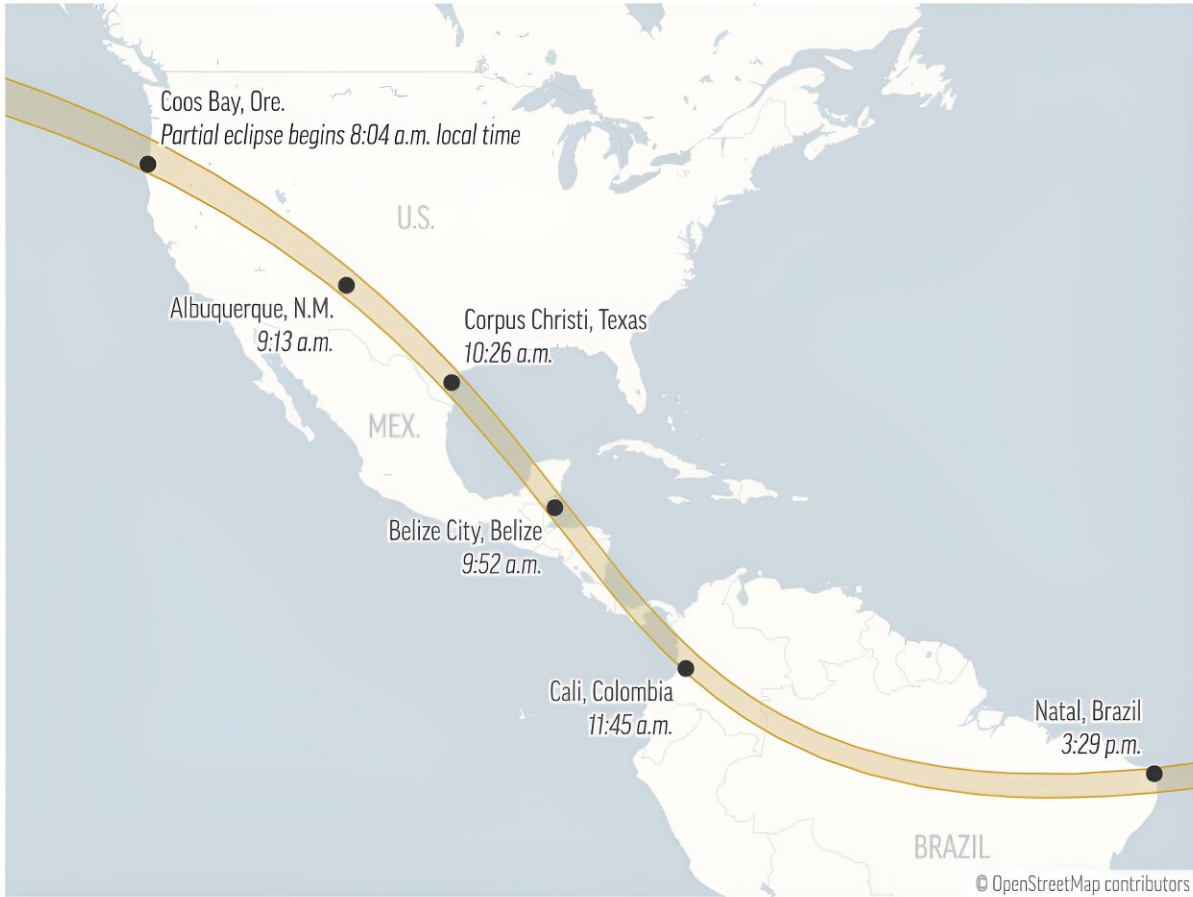 Coos Bay, Ore.
Partial eclipse begins 8:04 a.m. local time
U.S.
Albuquerque, N.M.
9:13 a.m.
Corpus Christi, Texas
10:26 a.m.
MEX.
Belize City, Belize
9:52 a.m.
Cali, Colombia
11:45 a.m.
Natal, Brazil
3:29 p.m.
BRAZIL
© OpenStreetMap contributors